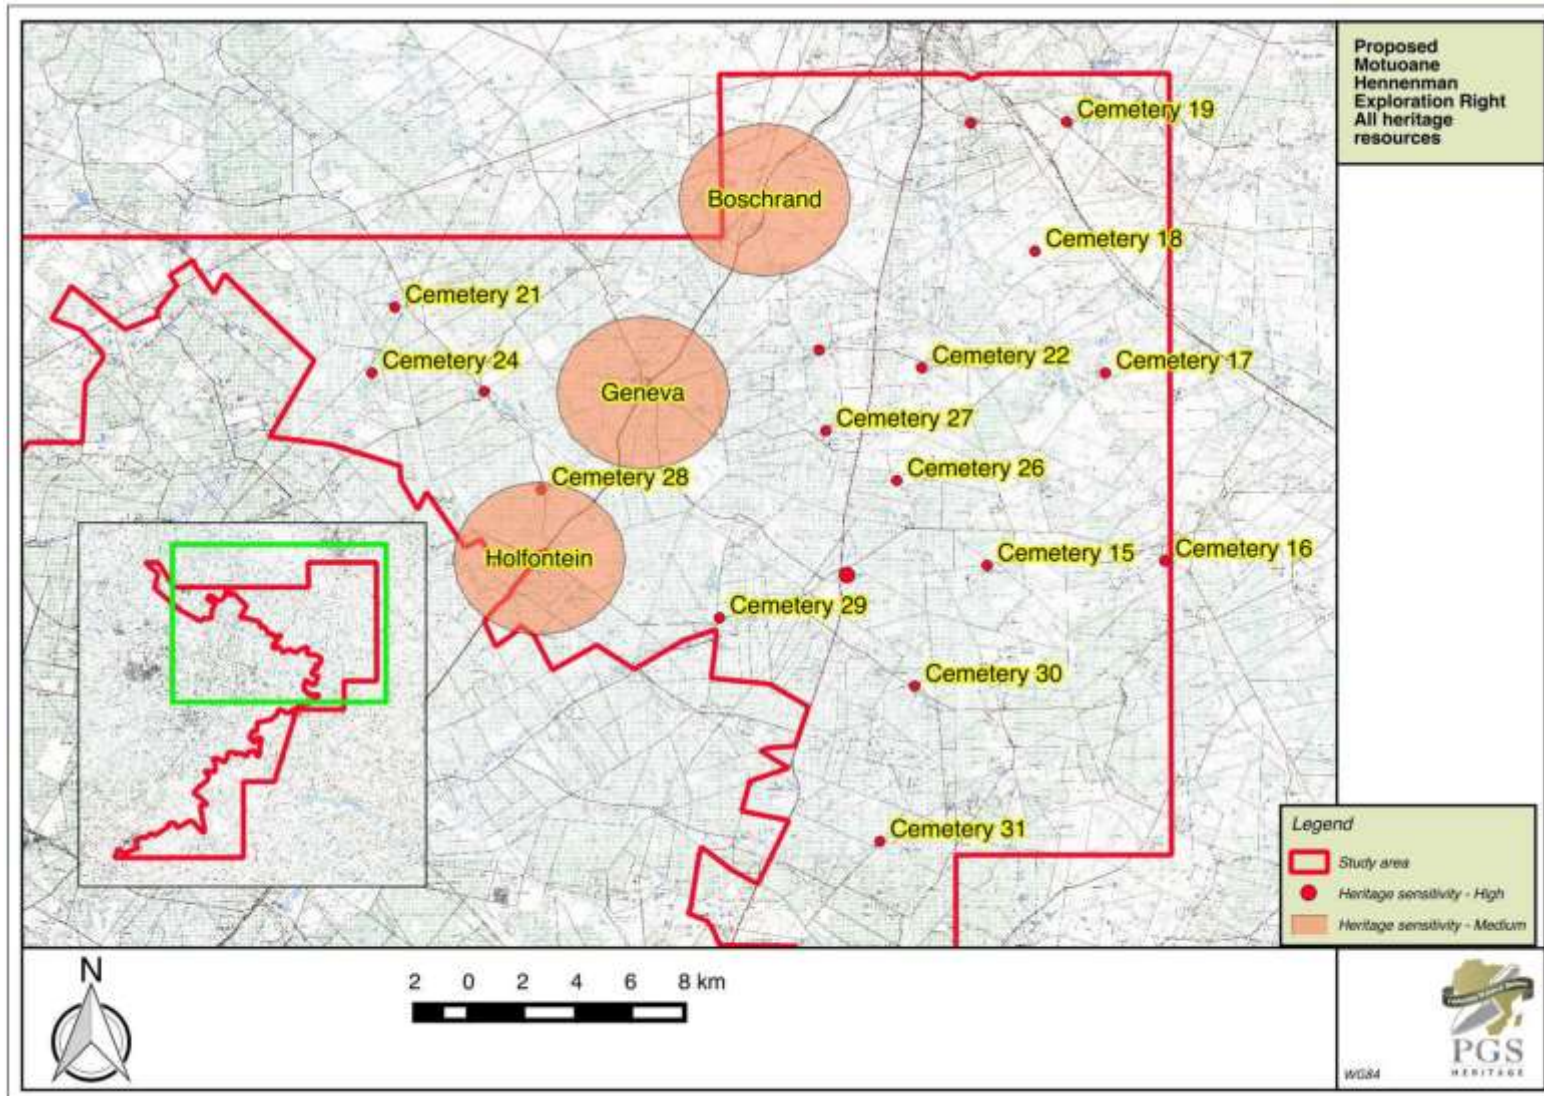 Proposed
Motuoane
Hennenman
Exploration Right
All heritage
resources
Cemetery 19
Boschrand
Cemetery 18
Cemetery 21
Cemetery 24
Cemetery 22
Cemetery 17
Geneva
Cemetery 27
Cemetery 28
Cemetery 26
Holfontein
Cemetery 15
Cemetery 16
Cemetery 29
Cemetery 30
Cemetery 31
Legend
Study area
Heritage sensitivity - High
Heritage sensitivity - Medium
N
2 0 2 4 6 8 km
WG84
PGS
HERITAGE